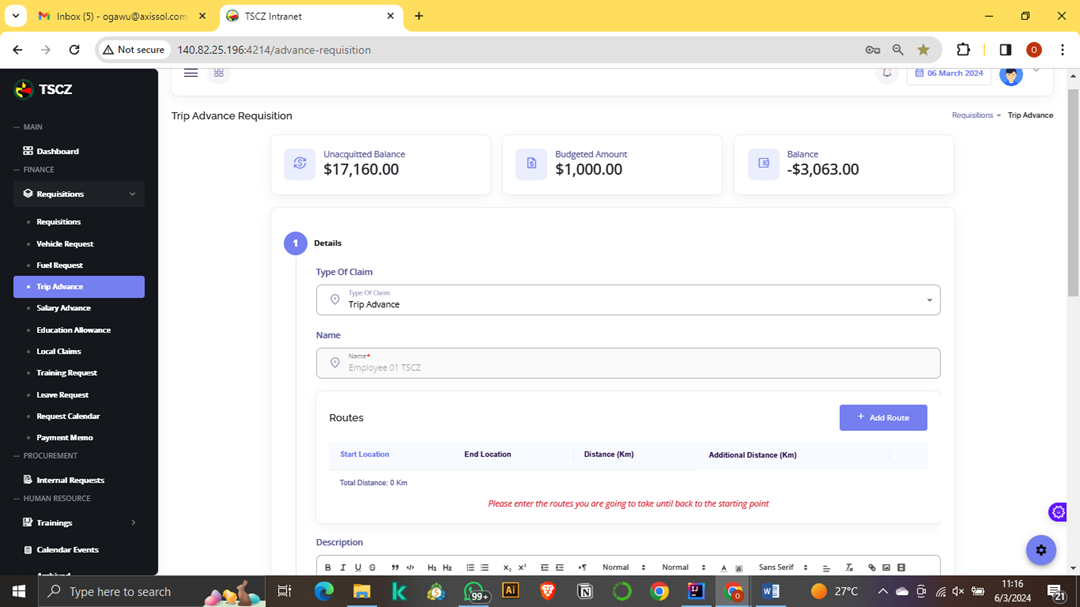 Inbox (5) - ogawu@axissol.com
TSCZ Intranet
Not secure
140.82.25.196:4214/advance-requisition
O
TSCZ
06 March 2024
Trip Advance Requisition
Requisitions
Trip Advance
MAIN
Dashboard
FINANCE
Requisitions
Requisitions
Vehicle Request
Fuel Request
Trip Advance
Salary Advance
Education Allowance
Local Claims
Training Request
Leave Request
Request Calendar
Payment Memo
PROCUREMENT
Internal Requests
HUMAN RESOURCE
Trainings
Calendar Events
Archived
Unacquitted Balance
$17,160.00
Budgeted Amount
$1,000.00
Balance
-$3,063.00
1
Details
Type Of Claim
Type Of Claim
Trip Advance
Name
Name*
Employee 01 TSCZ
Routes
+ Add Route
Start Location End Location Distance (Km) Additional Distance (Km)
Total Distance: 0 Km
Please enter the routes you are going to take until back to the starting point
Description
B I U H1 H2 X2 X2 Normal Normal A A Sans Serif
Type here to search
99+
Ai
27°C
11:16
6/3/2024
21